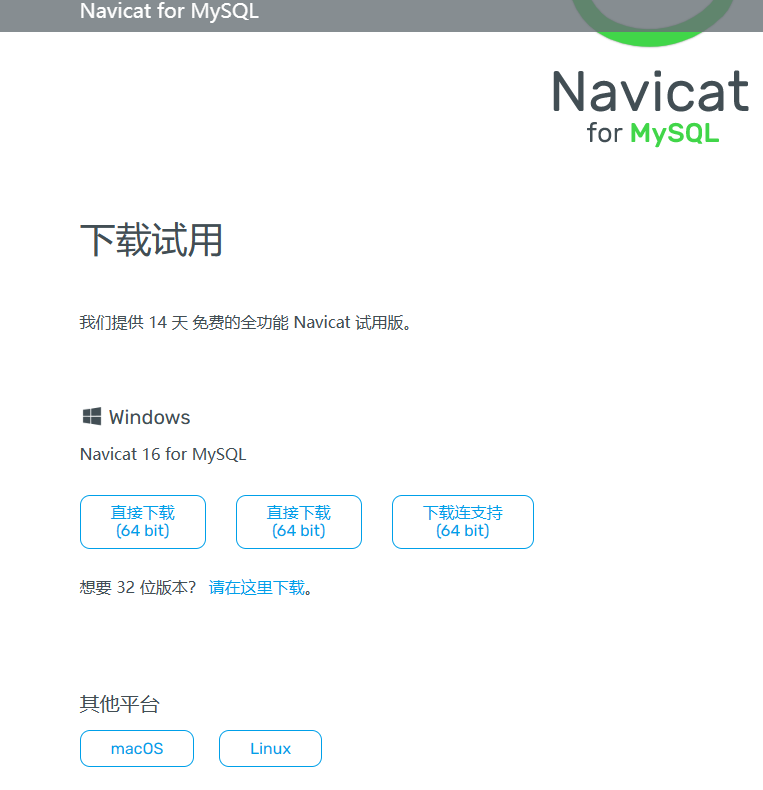 Navicat for MySQL
Navicat
for MySQL
下载试用
我们提供 14 天 免费的全功能 Navicat 试用版。
Windows
Navicat 16 for MySQL
直接下载
(64 bit)
直接下载
(64 bit)
下载连支持
(64 bit)
想要 32 位版本? 请在这里下载。
其他平台
macOS
Linux